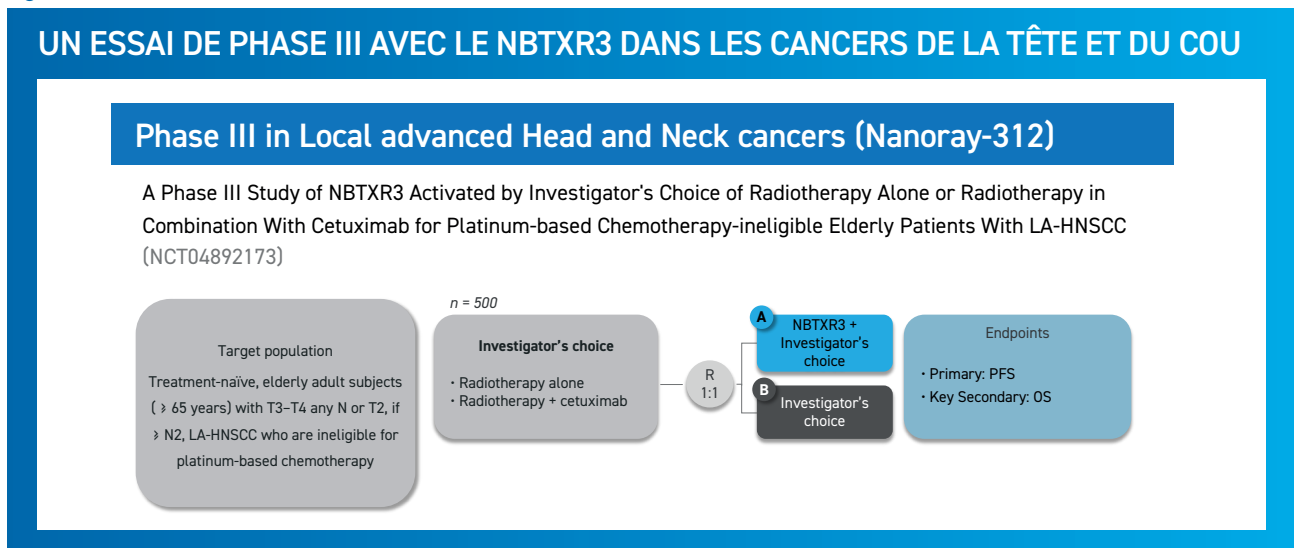 UN ESSAI DE PHASE III AVEC LE NBTXR3 DANS LES CANCERS DE LA TÊTE ET DU COU
Phase III in Local advanced Head and Neck cancers (Nanoray-312)
A Phase III Study of NBTXR3 Activated by Investigator's Choice of Radiotherapy Alone or Radiotherapy in
Combination With Cetuximab for Platinum-based Chemotherapy-ineligible Elderly Patients With LA-HNSCC
(NCT04892173)
Target population
Treatment-naïve, elderly adult subjects
( ⩾ 65 years) with T3–T4 any N or T2, if
⩾ N2, LA-HNSCC who are ineligible for
platinum-based chemotherapy
n = 500
Investigator's choice
• Radiotherapy alone
• Radiotherapy + cetuximab
R
1:1
A
NBTXR3 +
Investigator's
choice
B
Investigator's
choice
Endpoints
• Primary: PFS
• Key Secondary: OS